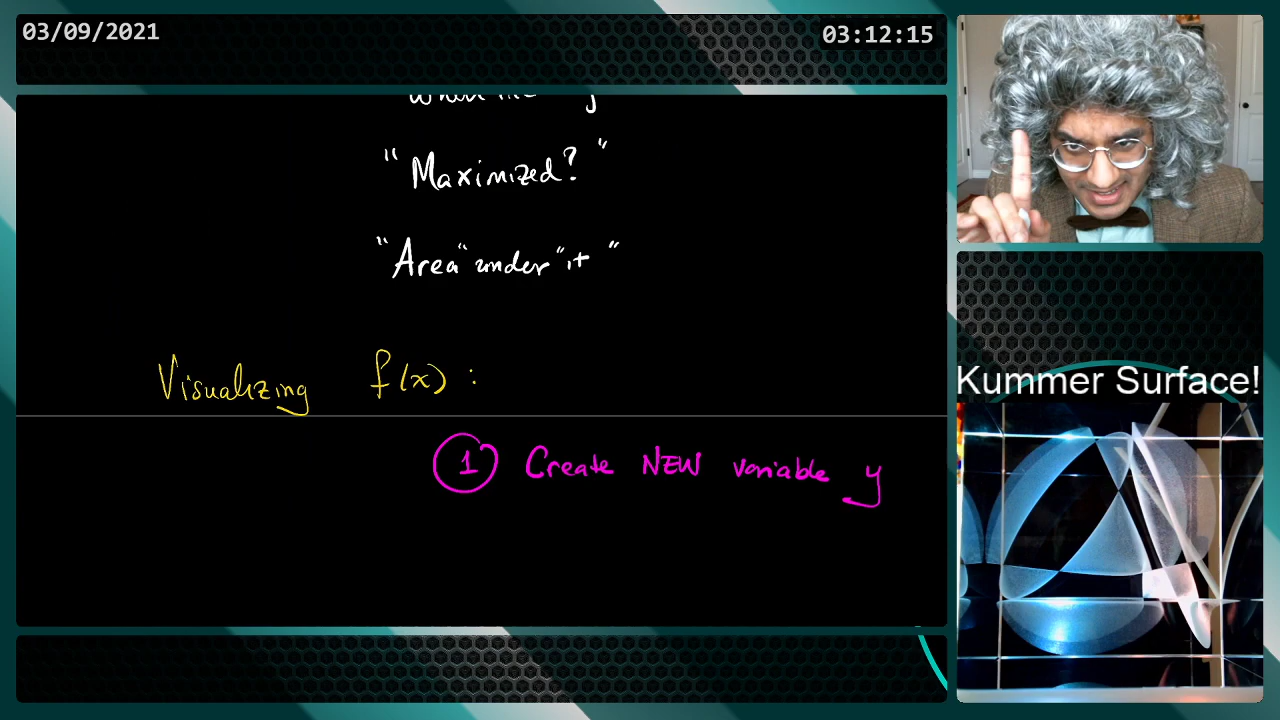 03/09/2021
03:12:15
"Maximized?"
"Area" under "it"
Visualizing f(x):
1 Create NEW variable y
Kummer Surface!